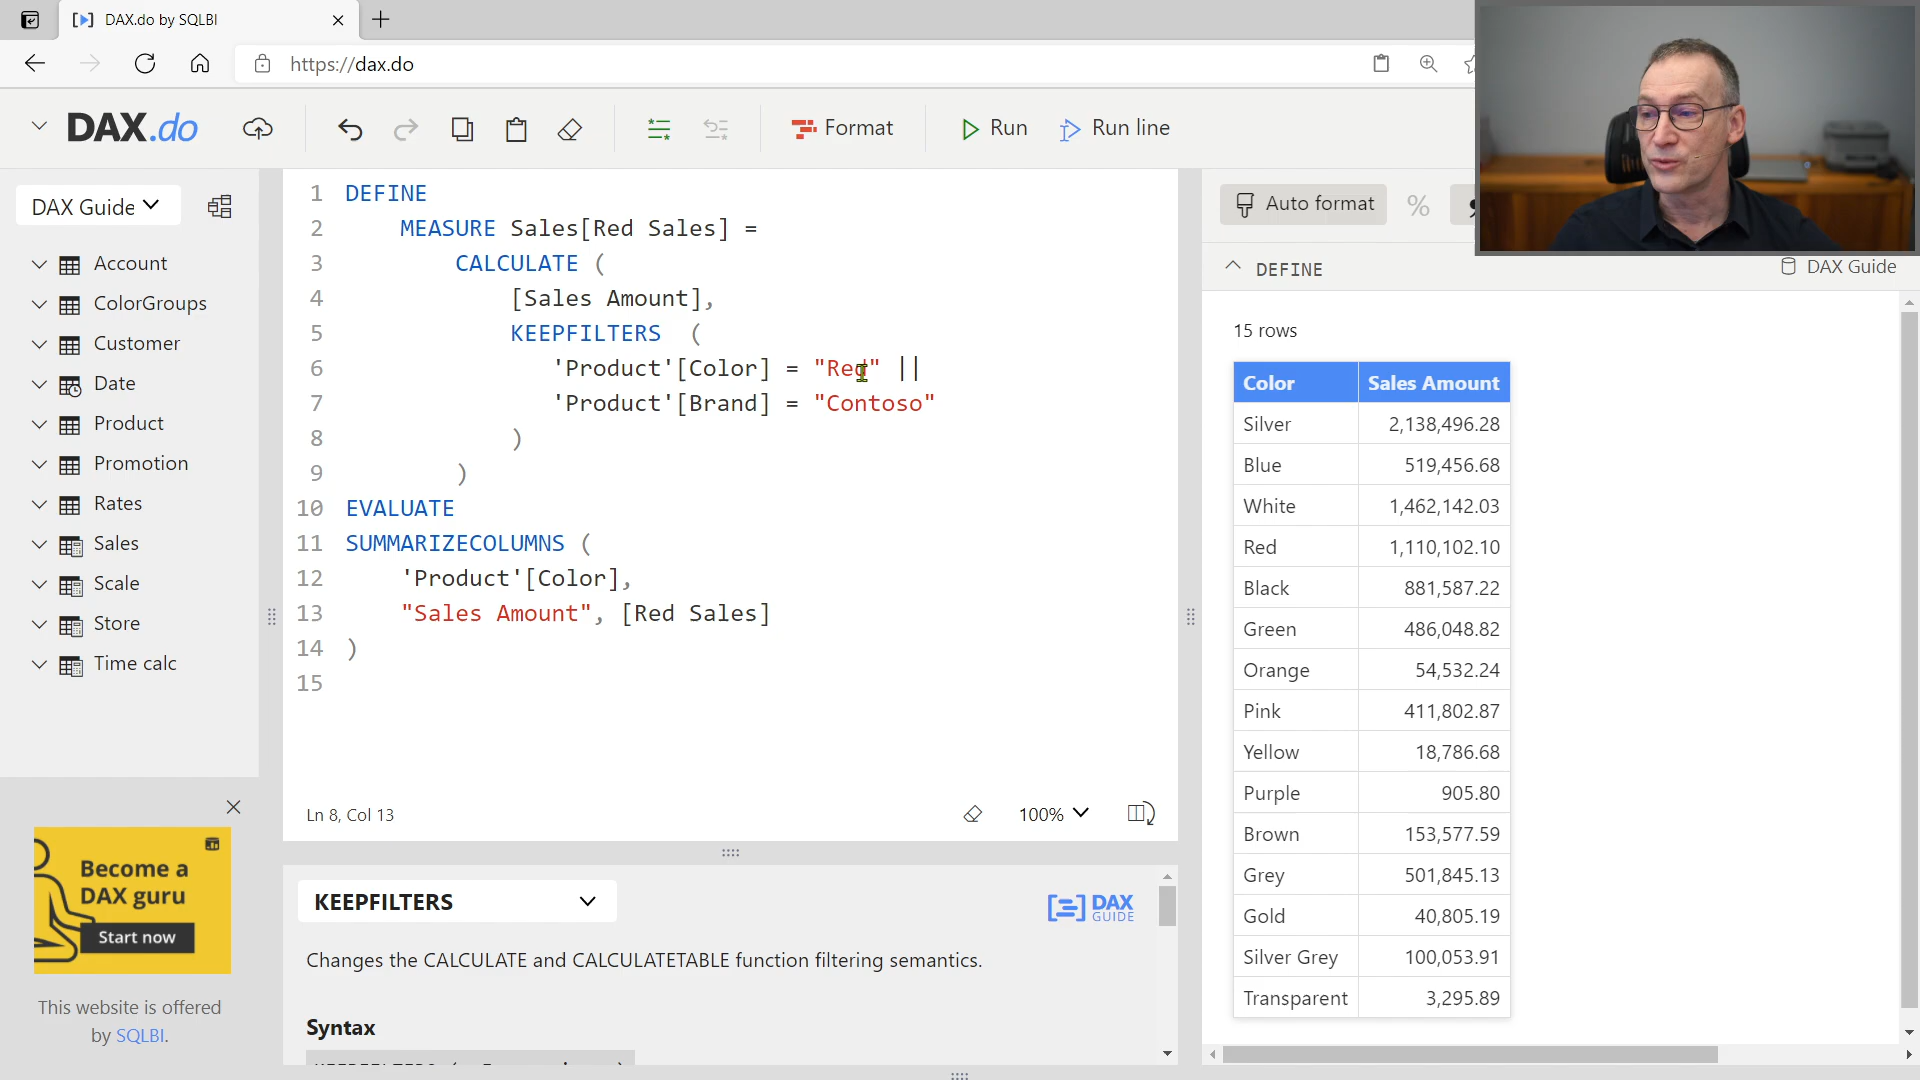 DAX.do by SQLBI
https://dax.do
DAX.do
Format
Run
Run line
DAX Guide
Account
ColorGroups
Customer
Date
Product
Promotion
Rates
Sales
Scale
Store
Time calc
Become a
DAX guru
Start now
This website is offered
by SQLBI.
1 DEFINE
2 MEASURE Sales[Red Sales] =
3 CALCULATE (
4 [Sales Amount],
5 KEEPFILTERS (
6 'Product'[Color] = "Red" ||
7 'Product'[Brand] = "Contoso"
8 )
9 )
10 EVALUATE
11 SUMMARIZECOLUMNS (
12 'Product'[Color],
13 "Sales Amount", [Red Sales]
14 )
15
Ln 8, Col 13
100%
KEEPFILTERS
DAX
GUIDE
Changes the CALCULATE and CALCULATETABLE function filtering semantics.
Syntax
Auto format %
DEFINE
DAX Guide
15 rows
Color Sales Amount
Silver 2,138,496.28
Blue 519,456.68
White 1,462,142.03
Red 1,110,102.10
Black 881,587.22
Green 486,048.82
Orange 54,532.24
Pink 411,802.87
Yellow 18,786.68
Purple 905.80
Brown 153,577.59
Grey 501,845.13
Gold 40,805.19
Silver Grey 100,053.91
Transparent 3,295.89